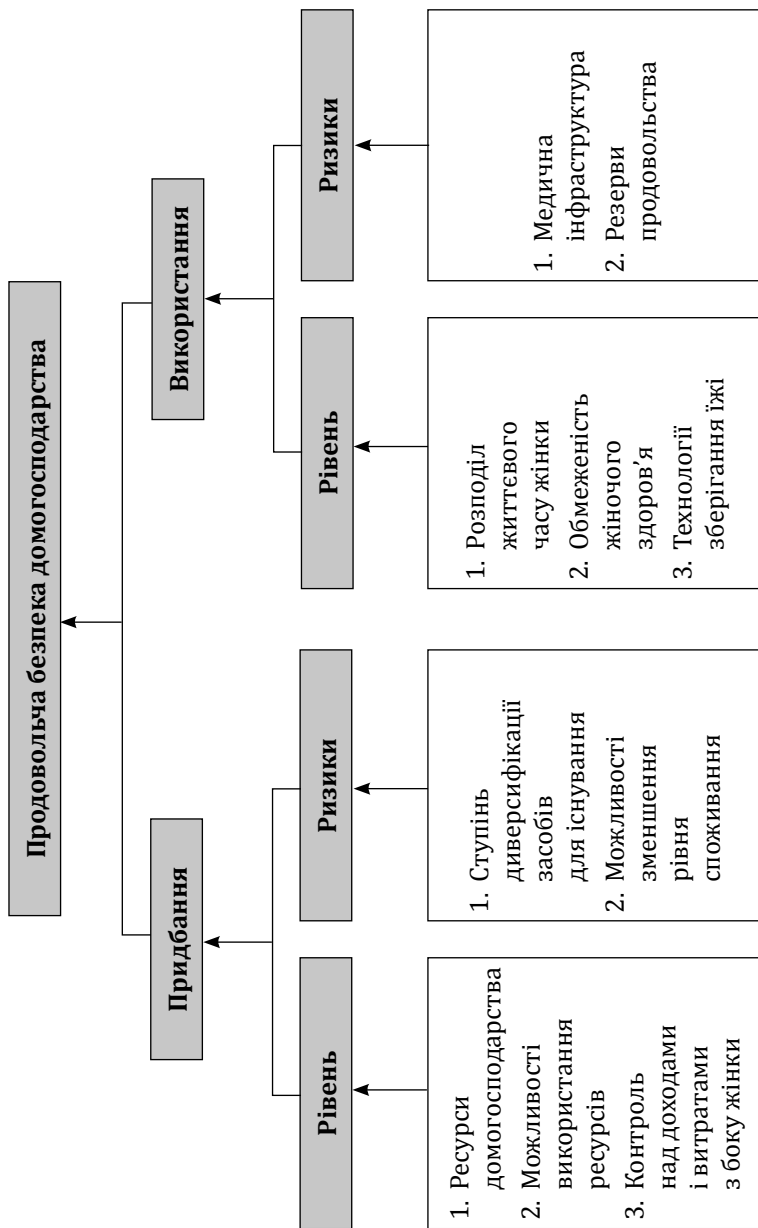 Продовольча безпека домогосподарства
Придбання
Використання
Рівень
Ризики
Рівень
Ризики
1. Ресурси
домогосподарства
2. Можливості
використання
ресурсів
3. Контроль
над доходами
і витратами
з боку жінки
1. Ступінь
диверсифікації
засобів
для існування
2. Можливості
зменшення
рівня
споживання
1. Розподіл
життєвого
часу жінки
2. Обмеженість
жіночого
здоров'я
3. Технології
зберігання їжі
1. Медична
інфраструктура
2. Резерви
продовольства